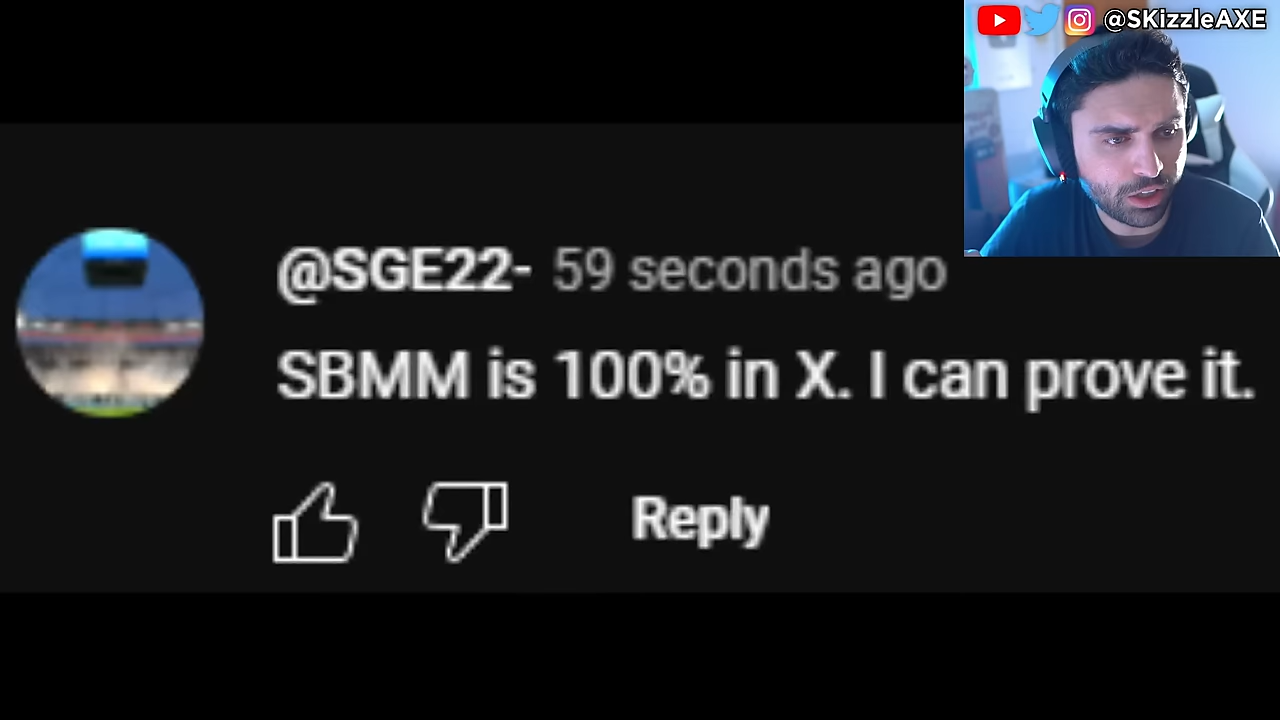 @SKizzleAXE
@SGE22- 59 seconds ago
SBMM is 100% in X. I can prove it.
Reply